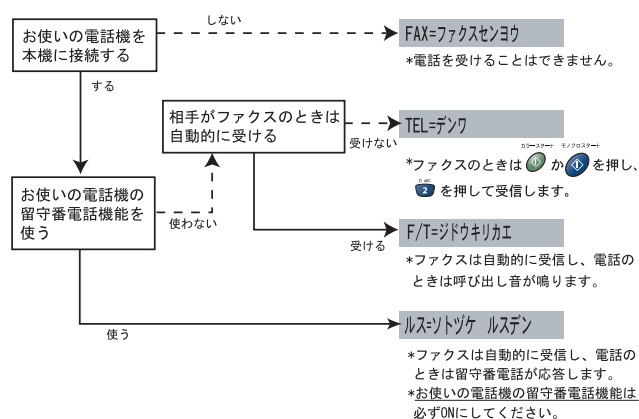 お使いの電話機を
本機に接続する
しない
FAX=ファクスセンヨウ
*電話を受けることはできません。
する
相手がファクスのときは
自動的に受ける
受けない
TEL=デンワ
カラースタート モノクロスタート
*ファクスのときは か を押し、
2 ABC
2
を押して受信します。
お使いの電話機の
留守番電話機能を
使う
使わない
受ける
F/T=ジドウキリカエ
*ファクスは自動的に受信し、電話の
ときは呼び出し音が鳴ります。
使う
ルス=ソトヅケ ルスデン
*ファクスは自動的に受信し、電話の
ときは留守番電話が応答します。
*お使いの電話機の留守番電話機能は
必ずONにしてください。